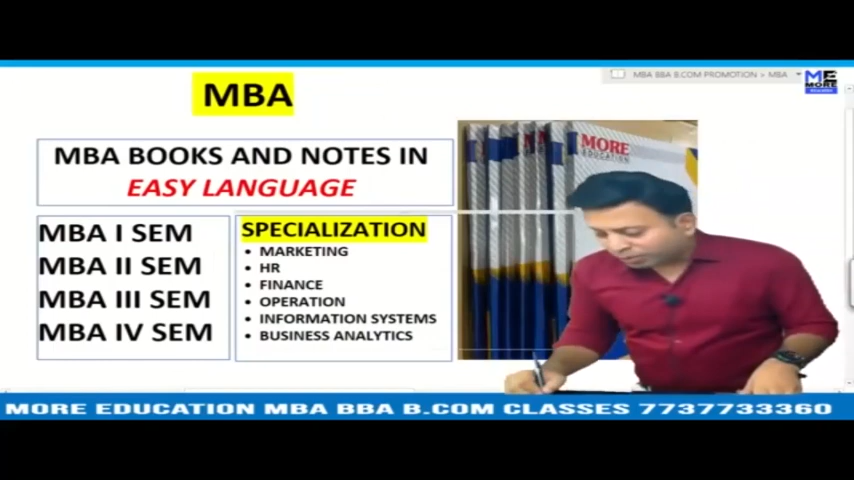 MBA
MBA BBA B.COM PROMOTION > MBA
MORE
MBA BOOKS AND NOTES IN
EASY LANGUAGE
MORE
EDUCATION
MBA I SEM
MBA II SEM
MBA III SEM
MBA IV SEM
SPECIALIZATION
• MARKETING
• HR
• FINANCE
• OPERATION
• INFORMATION SYSTEMS
• BUSINESS ANALYTICS
MORE EDUCATION MBA BBA B.COM CLASSES 7737733360